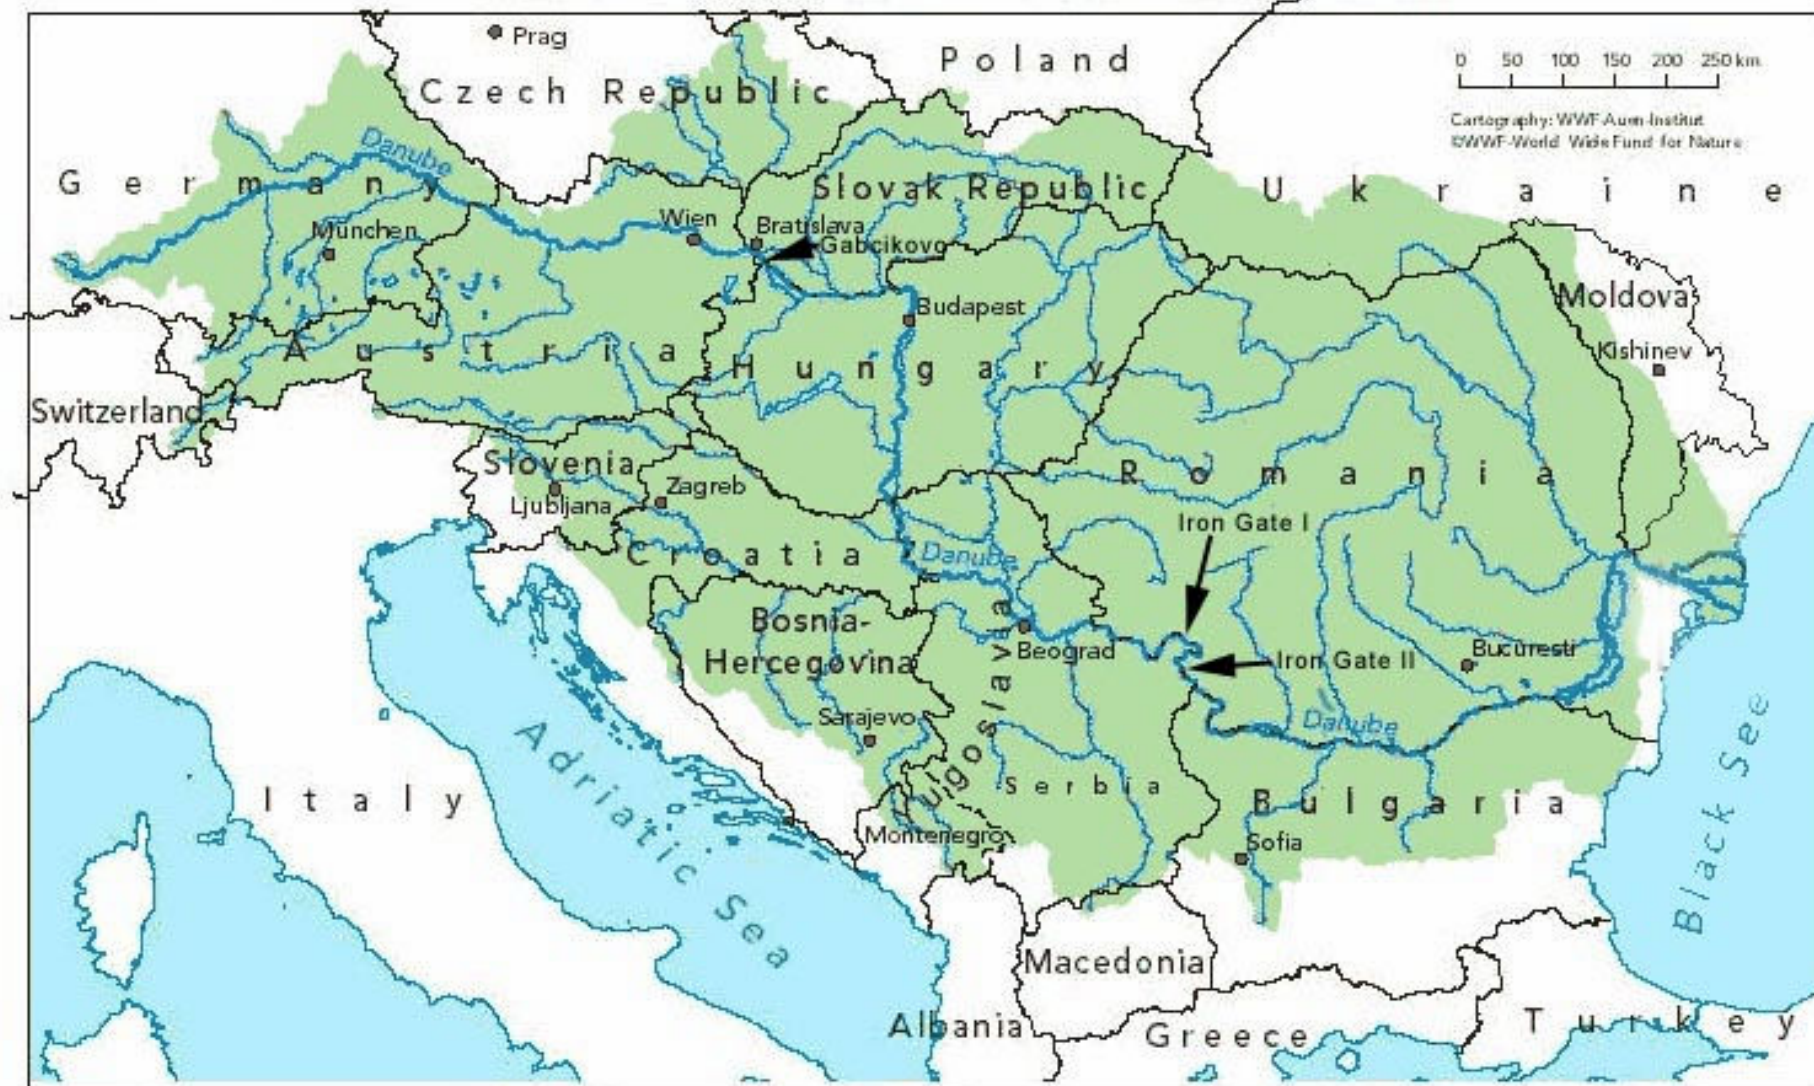 Prag
Poland
Czech Republic
0 50 100 150 200 250 km
Cartography: WWF-Auen-Institut
©WWF-World Wide Fund for Nature
Danube
Germany
Slovak Republic
Ukraine
Wien
Bratislava
München
Gabcikovo
Moldova
Budapest
Kishinev
Austria
Hungary
Switzerland
Slovenia
Zagreb
Romania
Ljubljana
Iron Gate I
Croatia
Danube
Bosnia-
Hercegovina
Beograd
Iron Gate II
Bucuresti
Sarajevo
Yugoslavia
Danube
Adriatic Sea
Black See
Italy
Serbia
Bulgaria
Montenegro
Sofia
Macedonia
Albania
Greece
Turkey